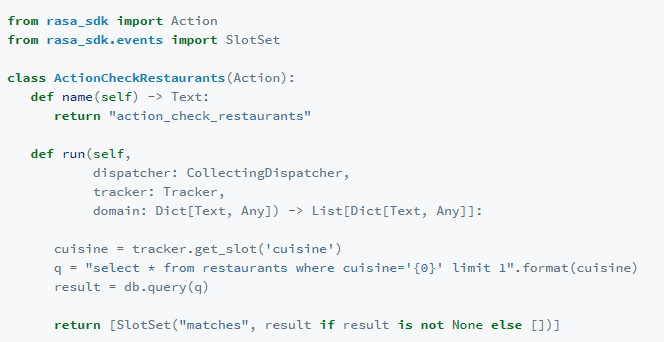 from rasa_sdk import Action
from rasa_sdk.events import SlotSet

class ActionCheckRestaurants(Action):
   def name(self) -> Text:
      return "action_check_restaurants"

   def run(self,
           dispatcher: CollectingDispatcher,
           tracker: Tracker,
           domain: Dict[Text, Any]) -> List[Dict[Text, Any]]:

      cuisine = tracker.get_slot('cuisine')
      q = "select * from restaurants where cuisine='{0}' limit 1".format(cuisine)
      result = db.query(q)

      return [SlotSet("matches", result if result is not None else [])]